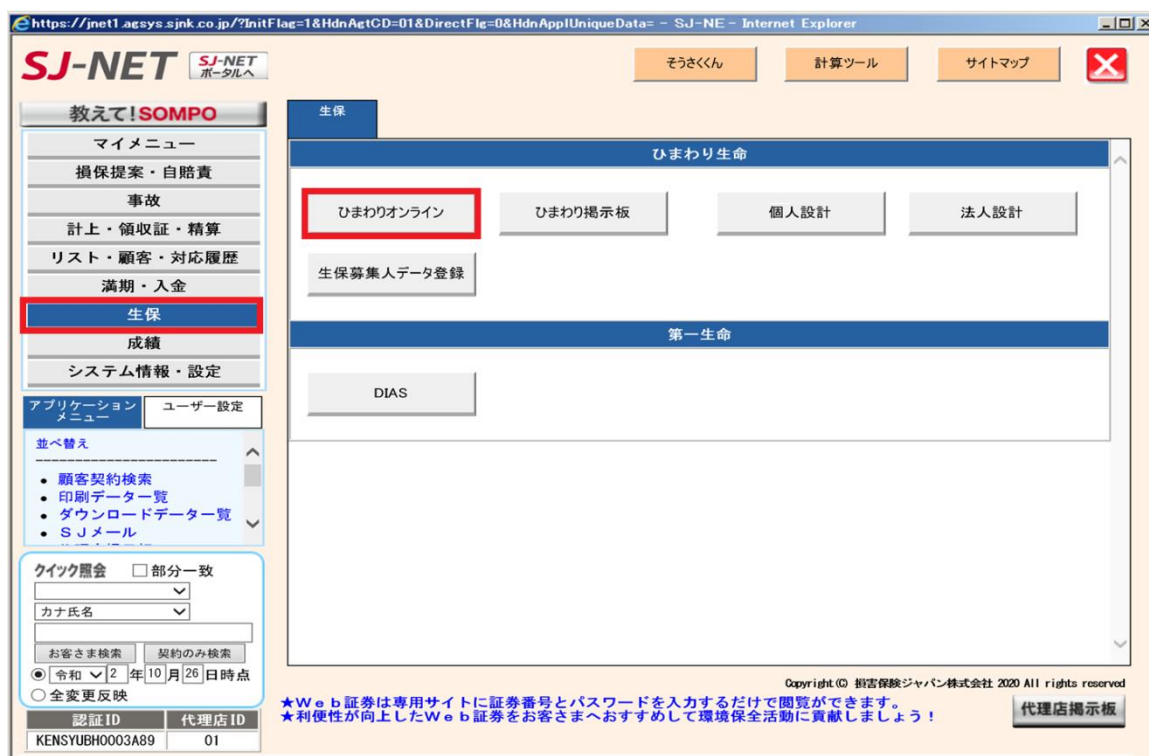 https://jnet1.agsys.sjnk.co.jp/?InitFlag=1&HdnAgtCD=01&DirectFlg=0&HdnApplUniqueData= - SJ-NE - Internet Explorer
SJ-NET
SJ-NET
ポータルへ
そうさくくん
計算ツール
サイトマップ
教えて!SOMPO
マイメニュー
損保提案・自賠責
事故
計上・領収証・精算
リスト・顧客・対応履歴
満期・入金
生保
成績
システム情報・設定
アプリケーション
メニュー
ユーザー設定
並べ替え
------------------------
• 顧客契約検索
• 印刷データ一覧
• ダウンロードデータ一覧
• SJメール
クイック照会 部分一致
カナ氏名
お客さま検索 契約のみ検索
令和 2 年 10 月 26 日時点
全変更反映
認証ID 代理店ID
KENSYUBH0003A89 01
生保
ひまわり生命
ひまわりオンライン
ひまわり掲示板
個人設計
法人設計
生保募集人データ登録
第一生命
DIAS
Copyright(C) 損害保険ジャパン株式会社 2020 All rights reserved
★Web証券は専用サイトに証券番号とパスワードを入力するだけで閲覧ができます。
★利便性が向上したWeb証券をお客さまへおすすめして環境保全活動に貢献しましょう!
代理店掲示板